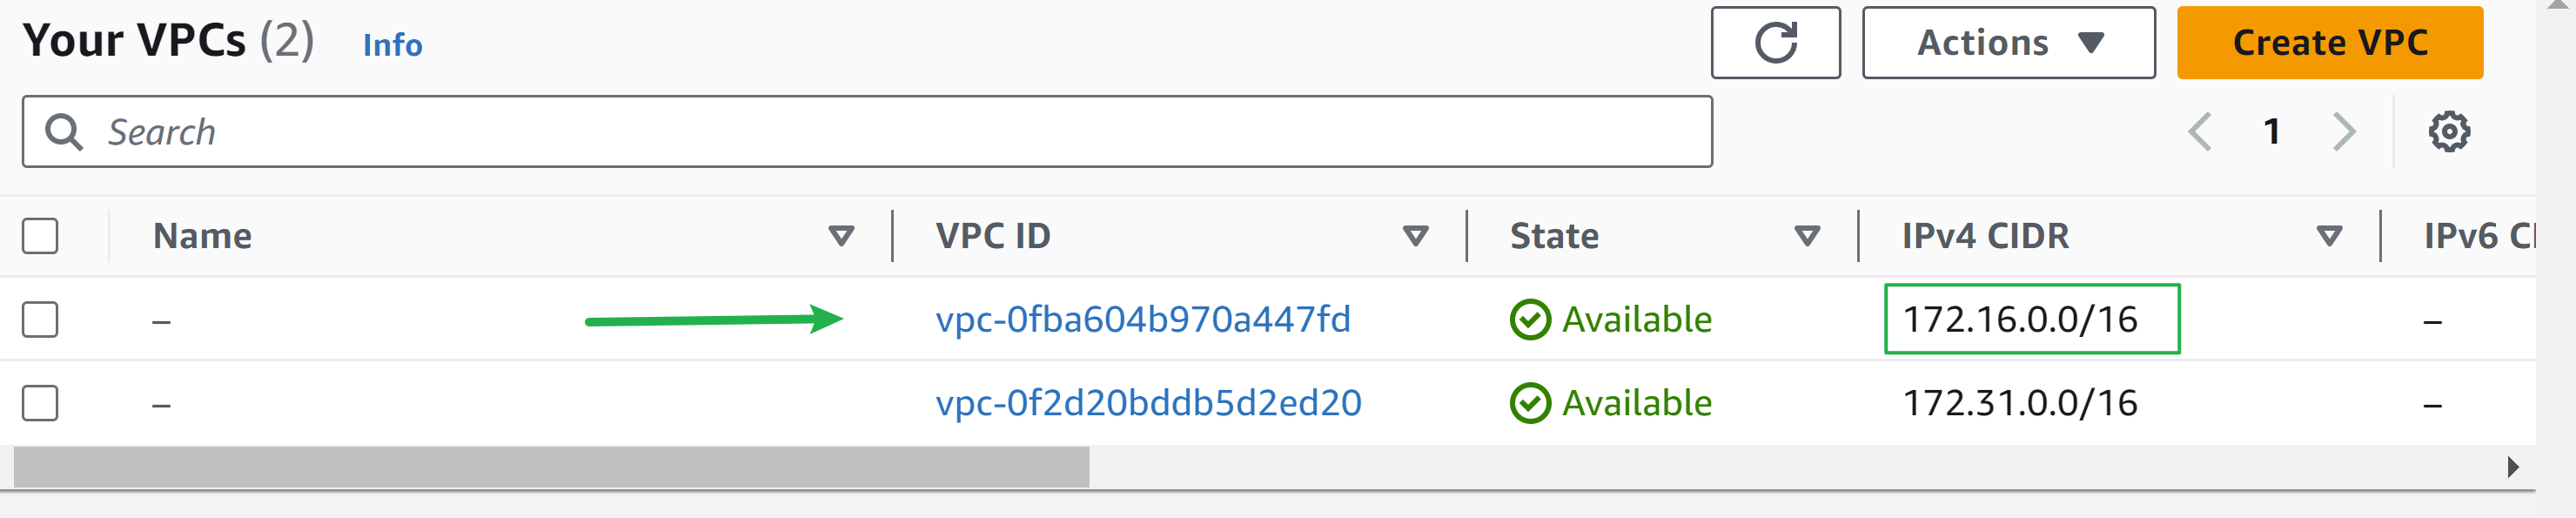 Your VPCs (2) Info Actions Create VPC
Search 1
Name VPC ID State IPv4 CIDR IPv6 CI
– vpc-0fba604b970a447fd Available 172.16.0.0/16 –
– vpc-0f2d20bddb5d2ed20 Available 172.31.0.0/16 –